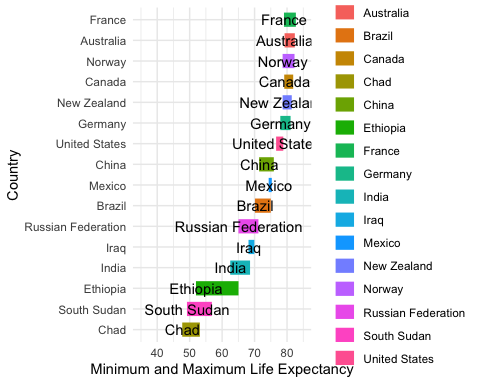 Country
France
Australia
Norway
Canada
New Zealand
Germany
United States
China
Mexico
Brazil
Russian Federation
Iraq
India
Ethiopia
South Sudan
Chad
France
Australia
Norway
Canada
New Zealan
Germany
United State
China
Mexico
Brazil
Russian Federation
Iraq
India
Ethiopia
South Sudan
Chad
40 50 60 70 80
Minimum and Maximum Life Expectancy
Australia
Brazil
Canada
Chad
China
Ethiopia
France
Germany
India
Iraq
Mexico
New Zealand
Norway
Russian Federation
South Sudan
United States